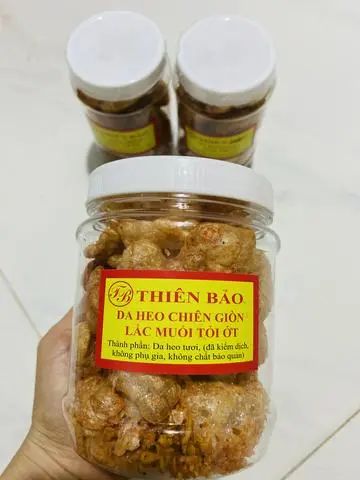 TB THIÊN BẢO
DA HEO CHIÊN GIÒN
LẮC MUỐI TỎI ỚT
Thành phần: Da heo tươi, (đã kiểm dịch,
không phụ gia, không chất bảo quản)